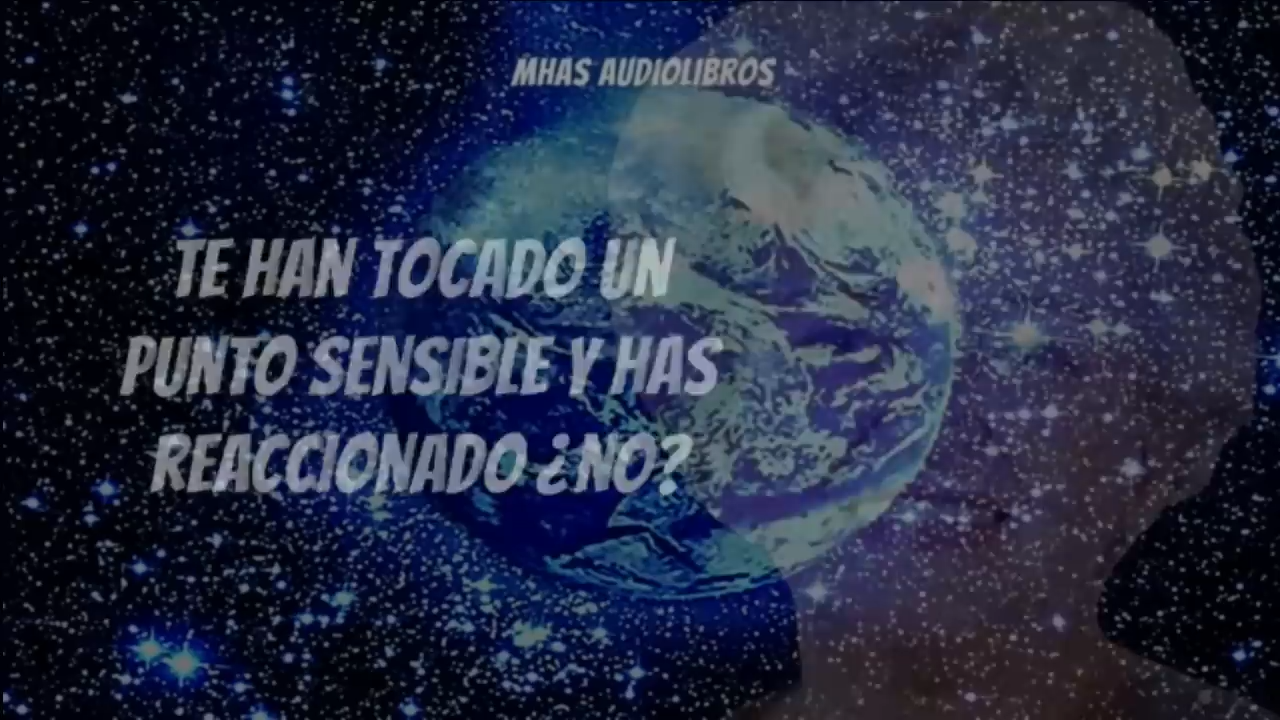 MHAS AUDIOLIBROS
TE HAN TOCADO UN
PUNTO SENSIBLE Y HAS
REACCIONADO ¿NO?